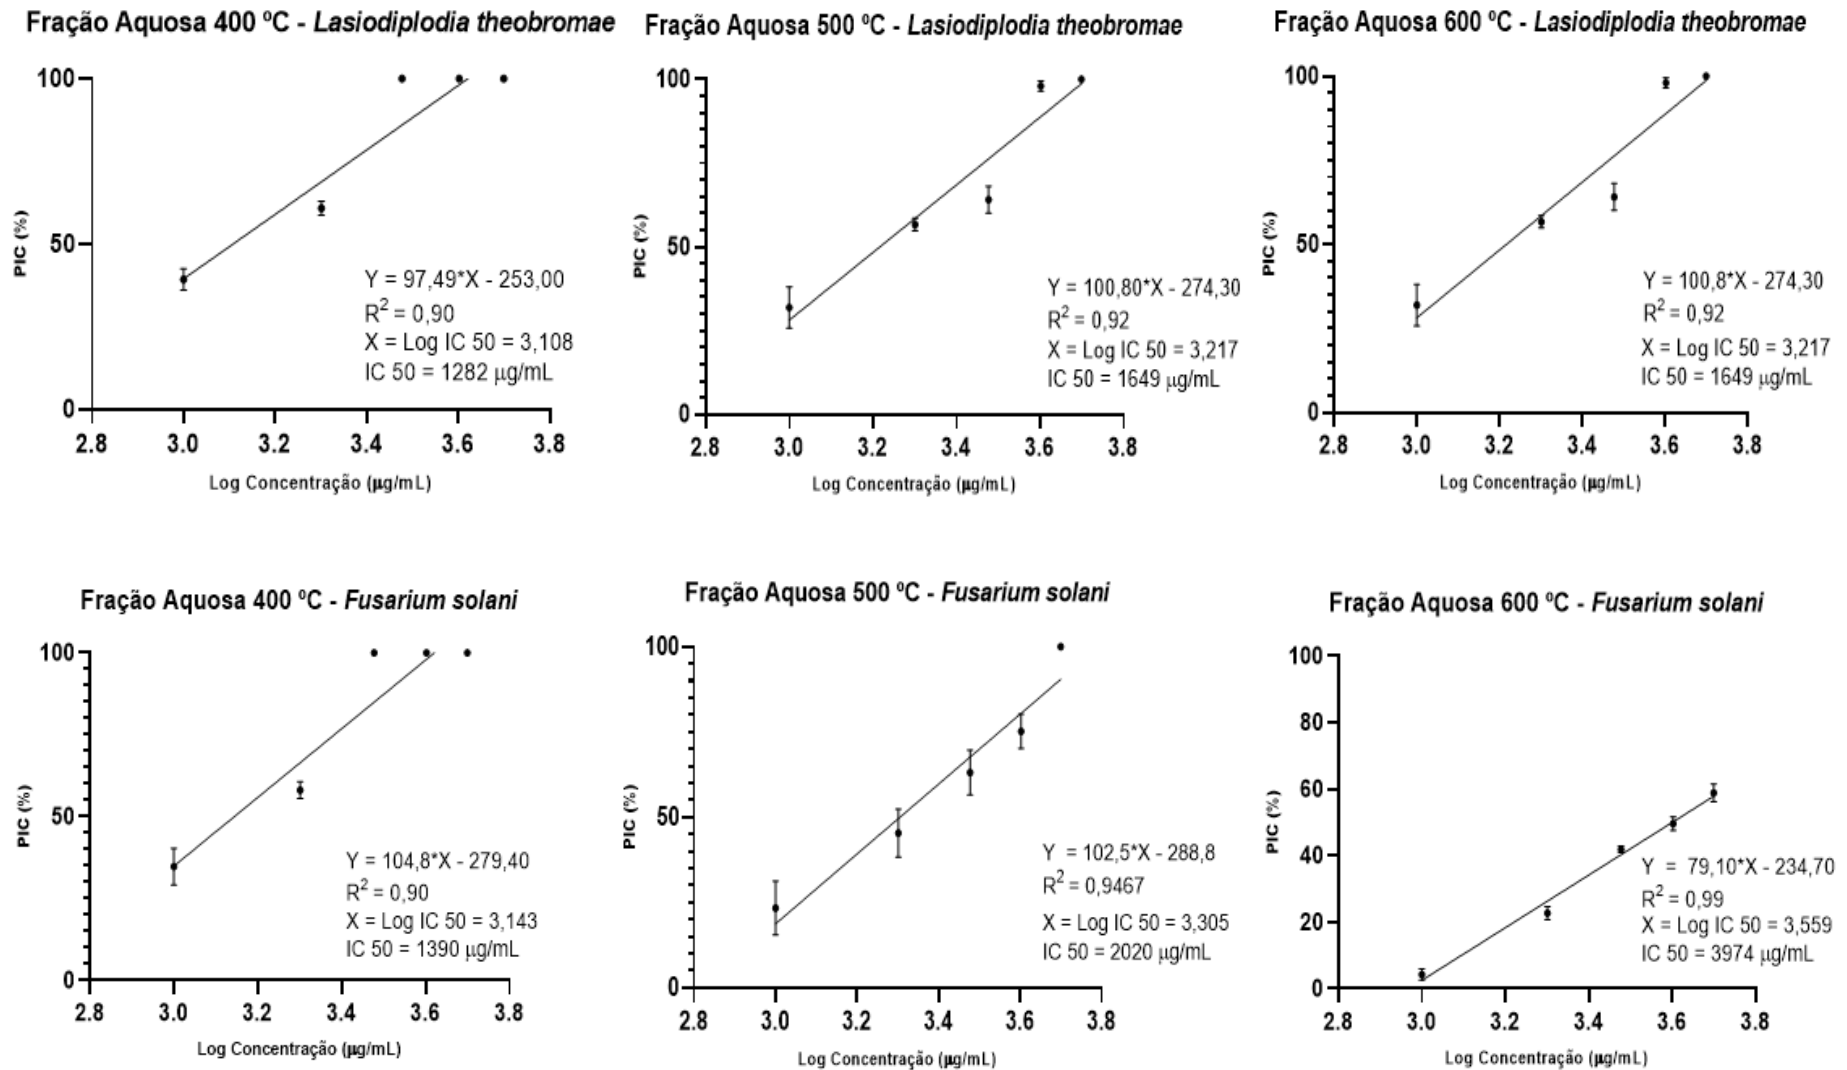 Fração Aquosa 400 ºC - Lasiodiplodia theobromae
100
50
0
PIC (%)
Y = 97,49*X - 253,00
R2 = 0,90
X = Log IC 50 = 3,108
IC 50 = 1282 µg/mL
2.8 3.0 3.2 3.4 3.6 3.8
Log Concentração (µg/mL)
Fração Aquosa 500 ºC - Lasiodiplodia theobromae
100
50
0
PIC (%)
Y = 100,80*X - 274,30
R2 = 0,92
X = Log IC 50 = 3,217
IC 50 = 1649 µg/mL
2.8 3.0 3.2 3.4 3.6 3.8
Log Concentração (µg/mL)
Fração Aquosa 600 ºC - Lasiodiplodia theobromae
100
50
0
PIC (%)
Y = 100,8*X - 274,30
R2 = 0,92
X = Log IC 50 = 3,217
IC 50 = 1649 µg/mL
2.8 3.0 3.2 3.4 3.6 3.8
Log Concentração (µg/mL)
Fração Aquosa 400 ºC - Fusarium solani
100
50
0
PIC (%)
Y = 104,8*X - 279,40
R2 = 0,90
X = Log IC 50 = 3,143
IC 50 = 1390 µg/mL
2.8 3.0 3.2 3.4 3.6 3.8
Log Concentração (µg/mL)
Fração Aquosa 500 ºC - Fusarium solani
100
50
0
PIC (%)
Y = 102,5*X - 288,8
R2 = 0,9467
X = Log IC 50 = 3,305
IC 50 = 2020 µg/mL
2.8 3.0 3.2 3.4 3.6 3.8
Log Concentração (µg/mL)
Fração Aquosa 600 ºC - Fusarium solani
100
80
60
40
20
0
PIC (%)
Y = 79,10*X - 234,70
R2 = 0,99
X = Log IC 50 = 3,559
IC 50 = 3974 µg/mL
2.8 3.0 3.2 3.4 3.6 3.8
Log Concentração (µg/mL)